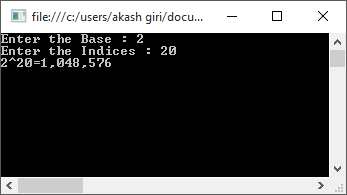 file:///c:/users/akash giri/docu...
Enter the Base : 2
Enter the Indices : 20
2^20=1,048,576